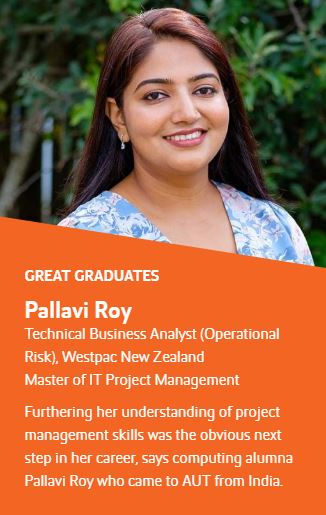 GREAT GRADUATES
Pallavi Roy
Technical Business Analyst (Operational
Risk), Westpac New Zealand
Master of IT Project Management
Furthering her understanding of project
management skills was the obvious next
step in her career, says computing alumna
Pallavi Roy who came to AUT from India.